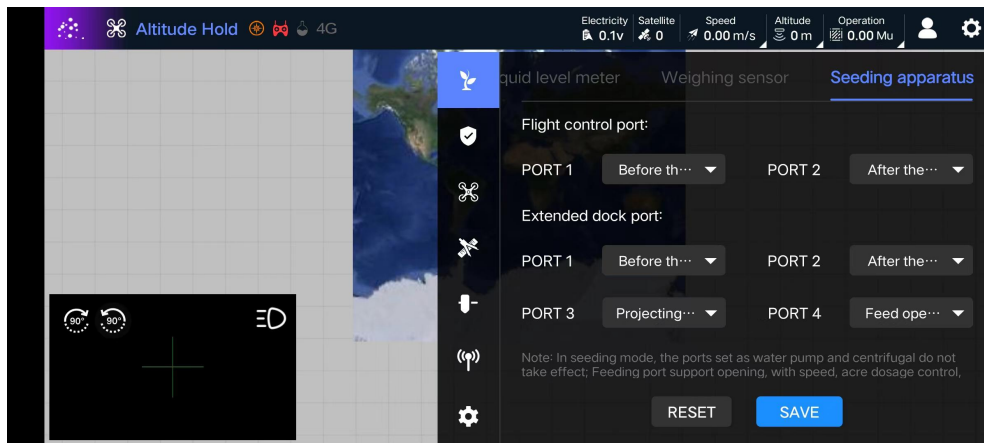 Altitude Hold 4G
Electricity Satellite Speed Altitude Operation
0.1v 0 0.00 m/s 0 m 0.00 Mu
quid level meter Weighing sensor Seeding apparatus
Flight control port:
PORT 1 Before th··· PORT 2 After the···
Extended dock port:
PORT 1 Before th··· PORT 2 After the···
PORT 3 Projecting··· PORT 4 Feed ope···
90° 90°
Note: In seeding mode, the ports set as water pump and centrifugal do not
take effect; Feeding port support opening, with speed, acre dosage control,
RESET SAVE